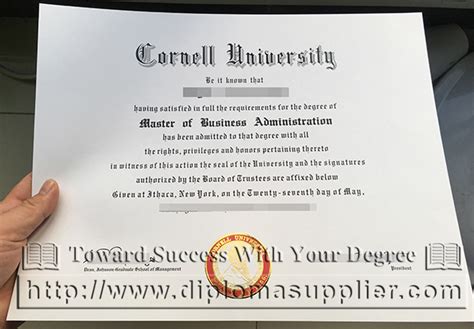 Cornell University
Be it known that
having satisfied in full the requirements for the degree of
Master of Business Administration
has been admitted to that degree with all
the rights, privileges and honors pertaining thereto
in witness of this action the seal of the University and the signatures
authorized by the Board of Trustees are affixed below
Given at Ithaca, New York, on the Twenty-seventh day of May,
Toward Success With Your Degree
Dean, Johnson Graduate School of Management
President
http://www.diplomasupplier.com